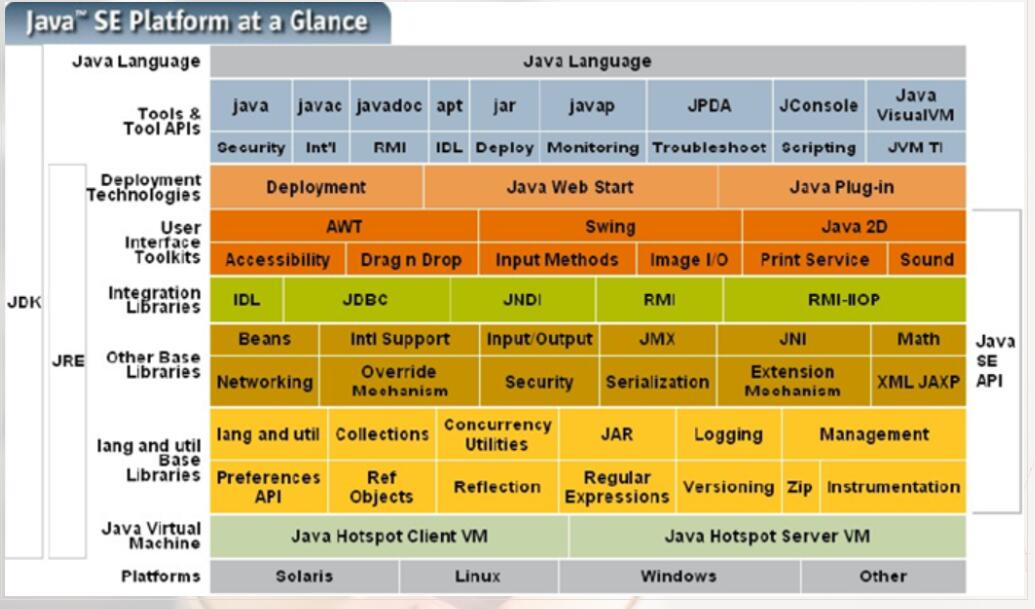 Java™ SE Platform at a Glance
Java Language
Java Language
Tools &
Tool APIs
java javac javadoc apt jar javap JPDA JConsole Java VisualVM
Security Int'l RMI IDL Deploy Monitoring Troubleshoot Scripting JVM TI
Deployment
Technologies
Deployment Java Web Start Java Plug-in
User
Interface
Toolkits
AWT Swing Java 2D
Accessibility Drag n Drop Input Methods Image I/O Print Service Sound
Integration
Libraries
IDL JDBC JNDI RMI RMI-IIOP
Other Base
Libraries
Beans Intl Support Input/Output JMX JNI Math
Networking Override Mechanism Security Serialization Extension Mechanism XML JAXP
lang and util
Base
Libraries
lang and util Collections Concurrency Utilities JAR Logging Management
Preferences API Ref Objects Reflection Regular Expressions Versioning Zip Instrumentation
Java Virtual
Machine
Java Hotspot Client VM Java Hotspot Server VM
Platforms
Solaris Linux Windows Other
JDK
JRE
Java
SE
API